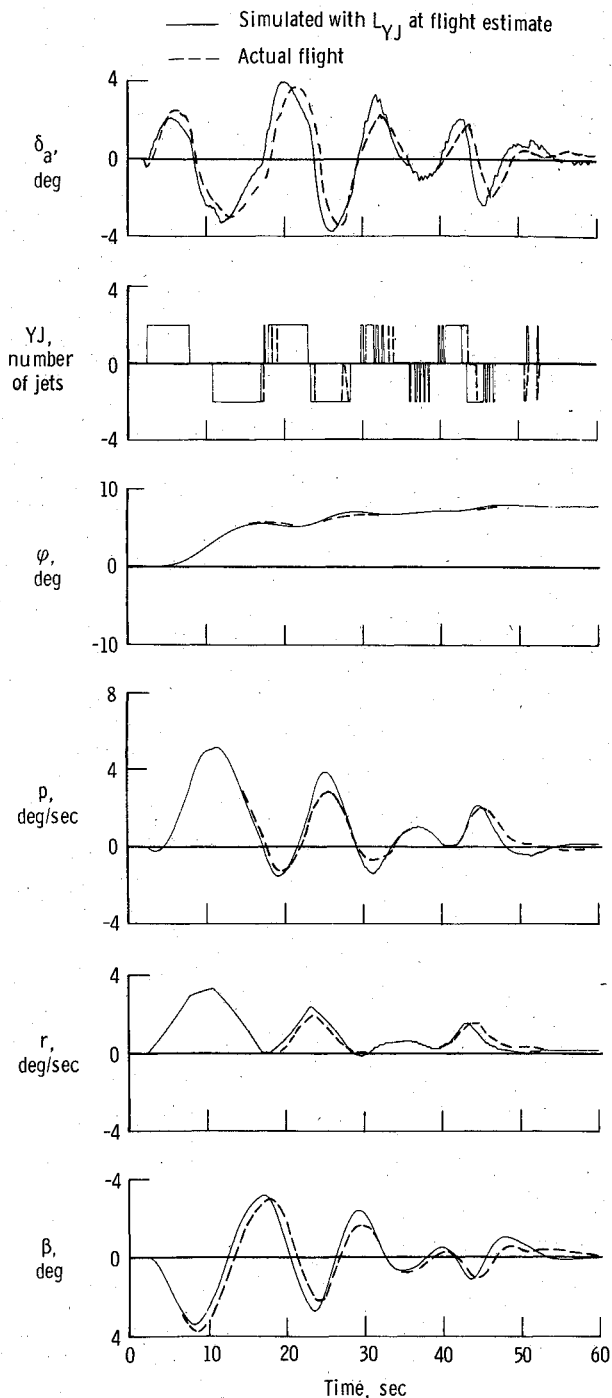 Simulated with L_YJ at flight estimate
Actual flight
4
δa,
deg
0
-4
4
YJ,
number
of jets
0
-4
10
φ,
deg
0
-10
8
4
p,
deg/sec
0
-4
4
r,
deg/sec
0
-4
-4
β,
deg
0
4
0 10 20 30 40 50 60
Time, sec